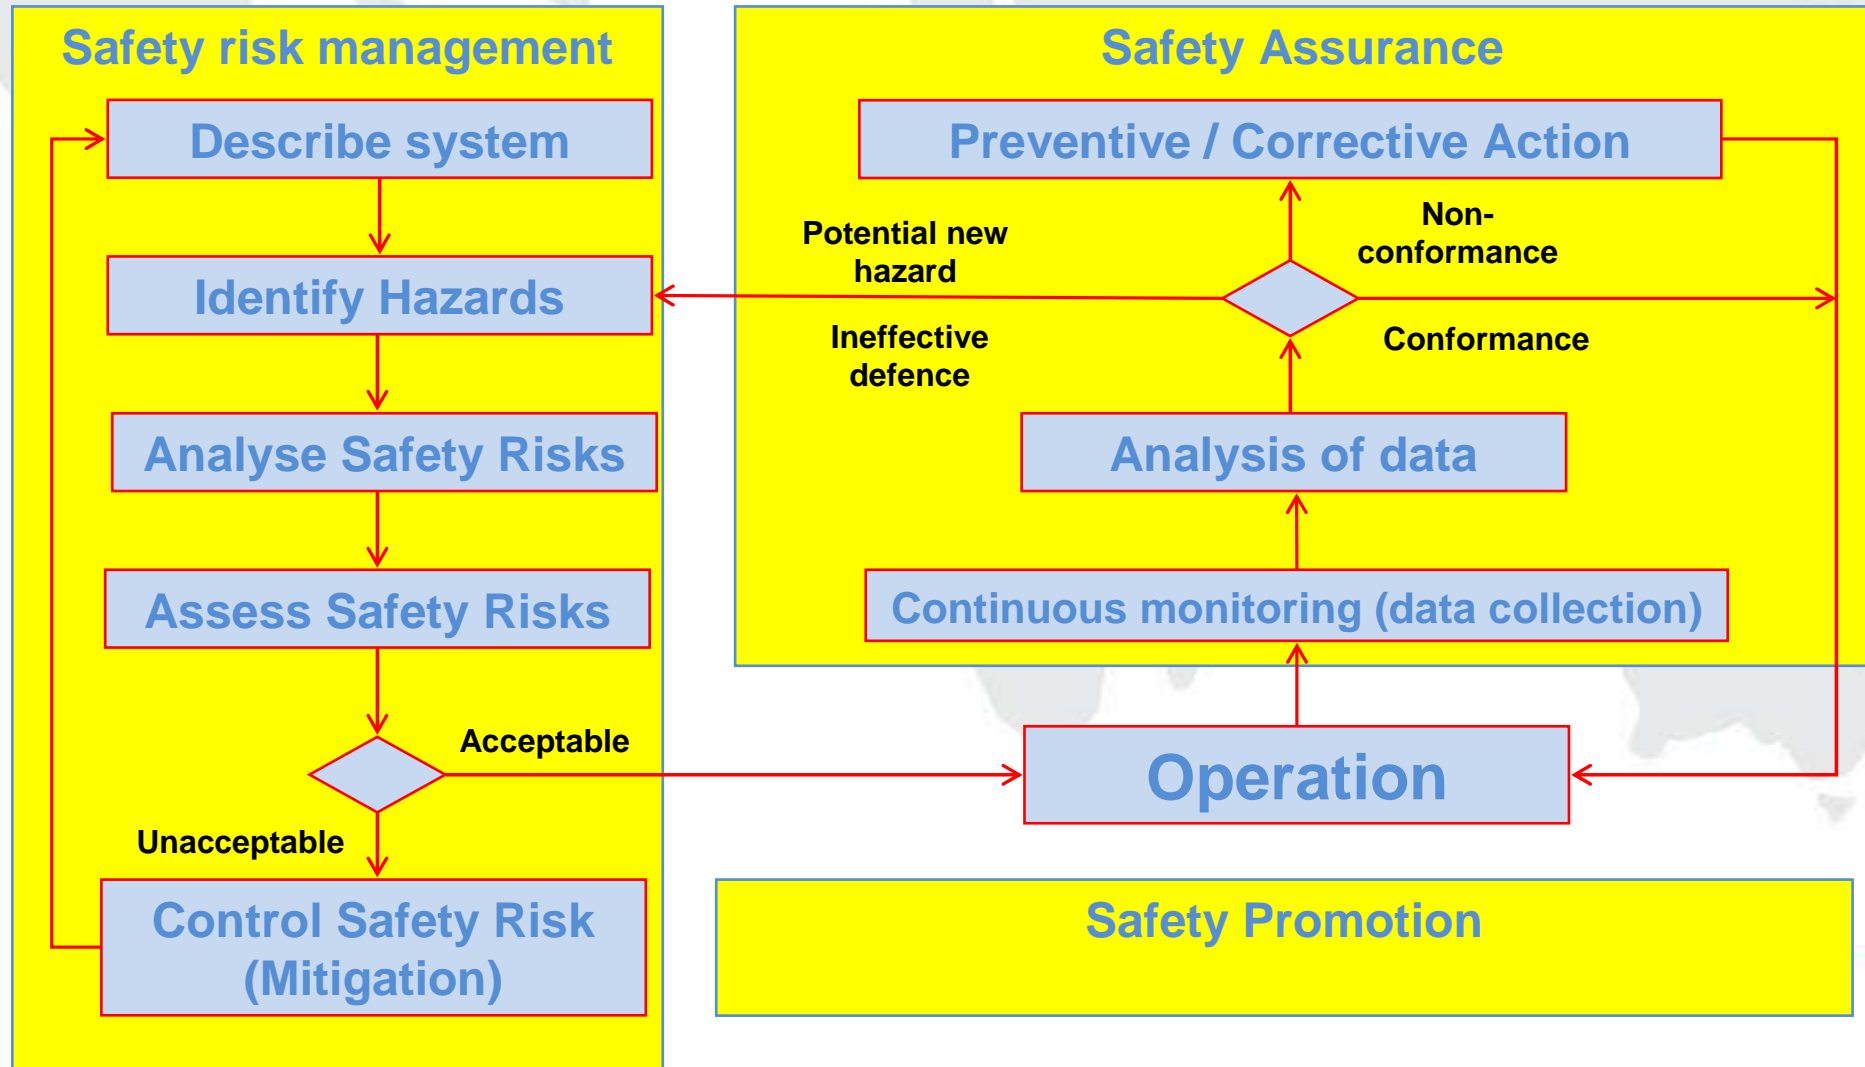 Safety risk management
Describe system
Identify Hazards
Analyse Safety Risks
Assess Safety Risks
Acceptable
Unacceptable
Control Safety Risk
(Mitigation)
Safety Assurance
Preventive / Corrective Action
Non-
conformance
Potential new
hazard
Ineffective
defence
Conformance
Analysis of data
Continuous monitoring (data collection)
Operation
Safety Promotion